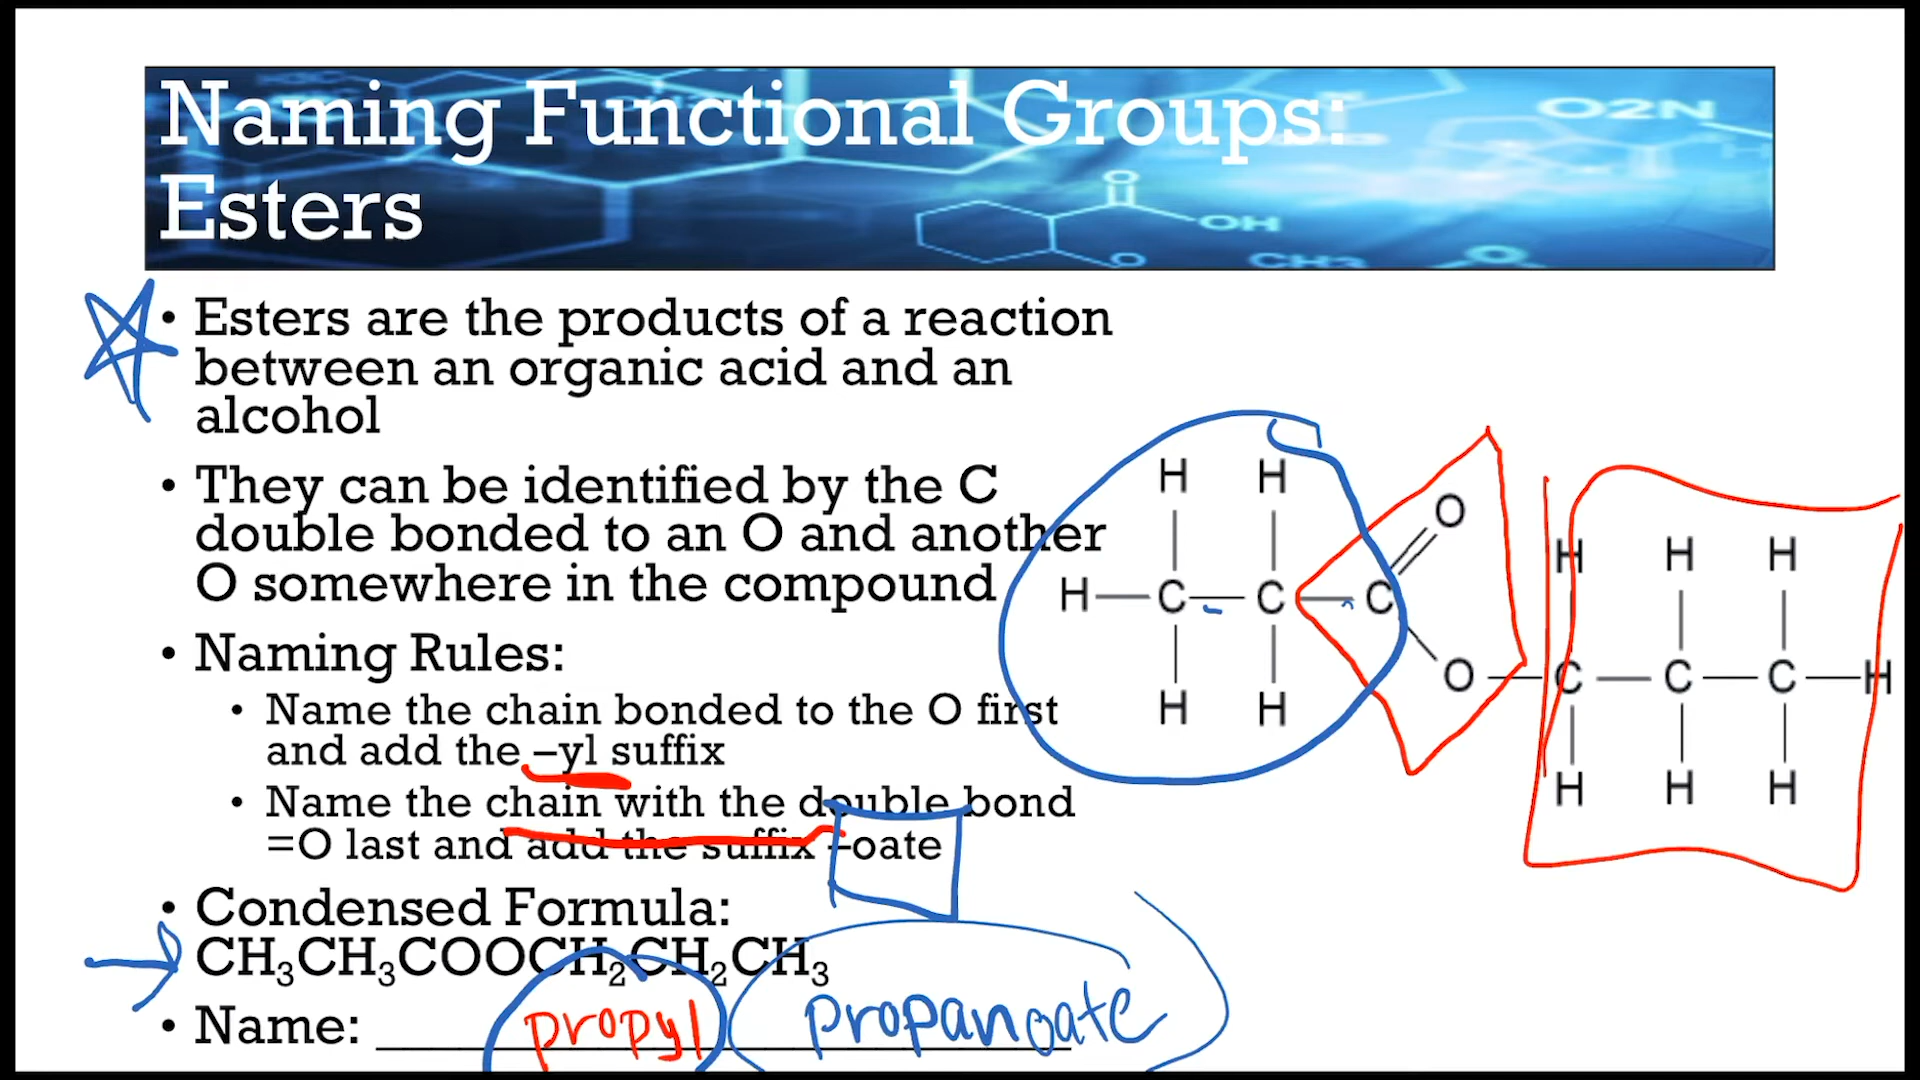 Naming Functional Groups:
Esters
O2N
O
OH
O
CH3
• Esters are the products of a reaction
between an organic acid and an
alcohol
• They can be identified by the C
double bonded to an O and another
O somewhere in the compound
• Naming Rules:
• Name the chain bonded to the O first
and add the –yl suffix
• Name the chain with the double bond
=O last and add the suffix –oate
• Condensed Formula:
CH₃CH₃COOCH₂CH₂CH₃
• Name: propyl propanoate
H H O
H H H
H—C—C—C
O—C—C—C—H
H H
H H H